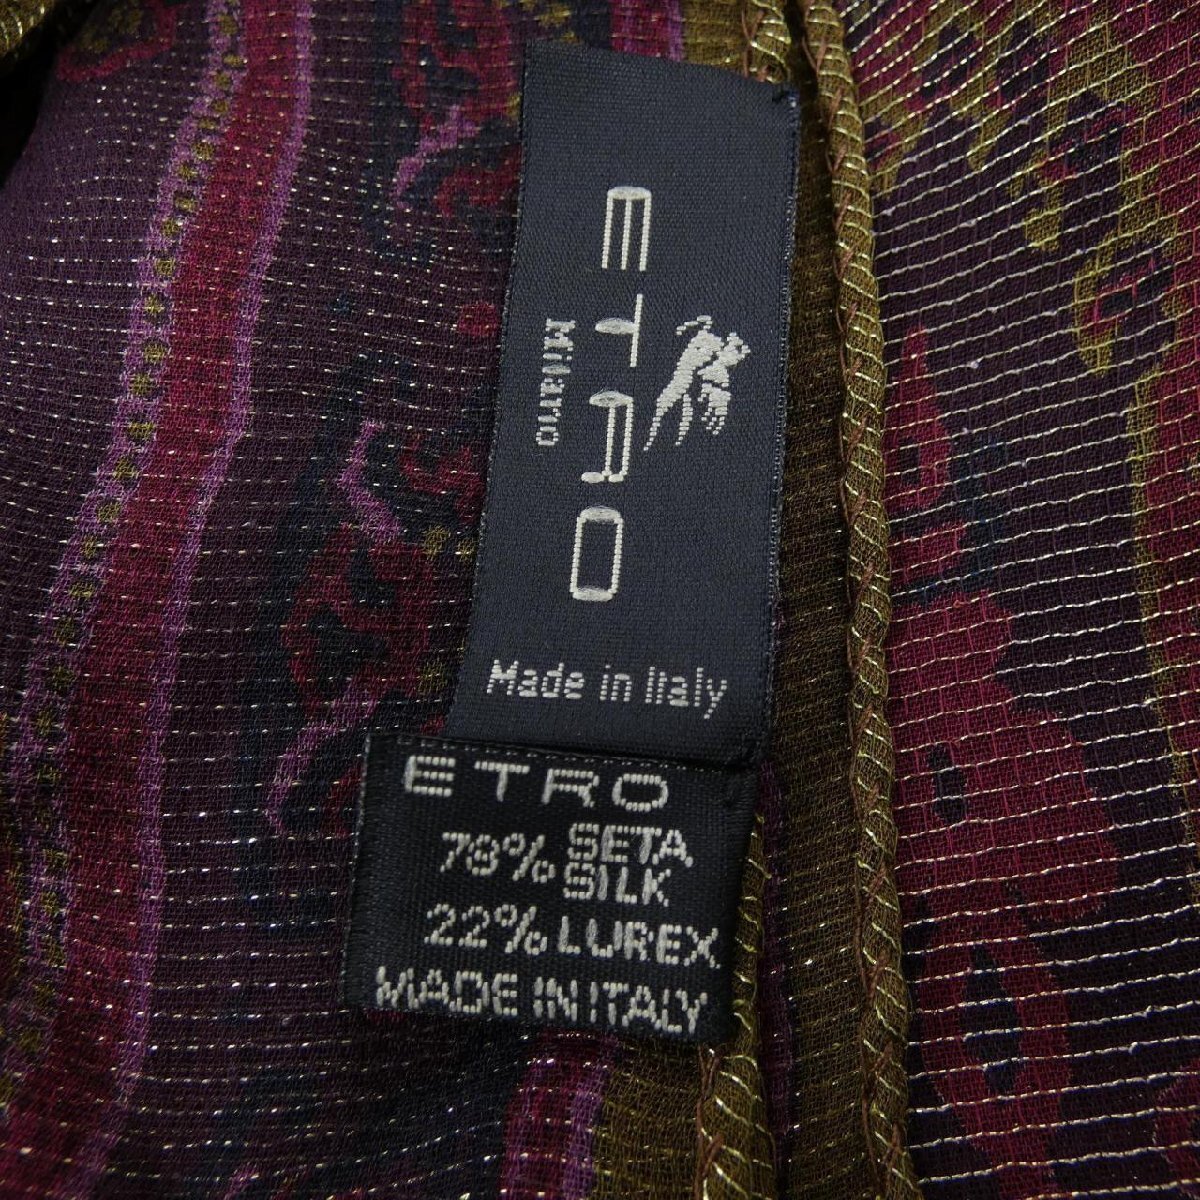 ETRO
Milano
Made in Italy
ETRO
78% SETA
SILK
22% LUREX
MADE IN ITALY